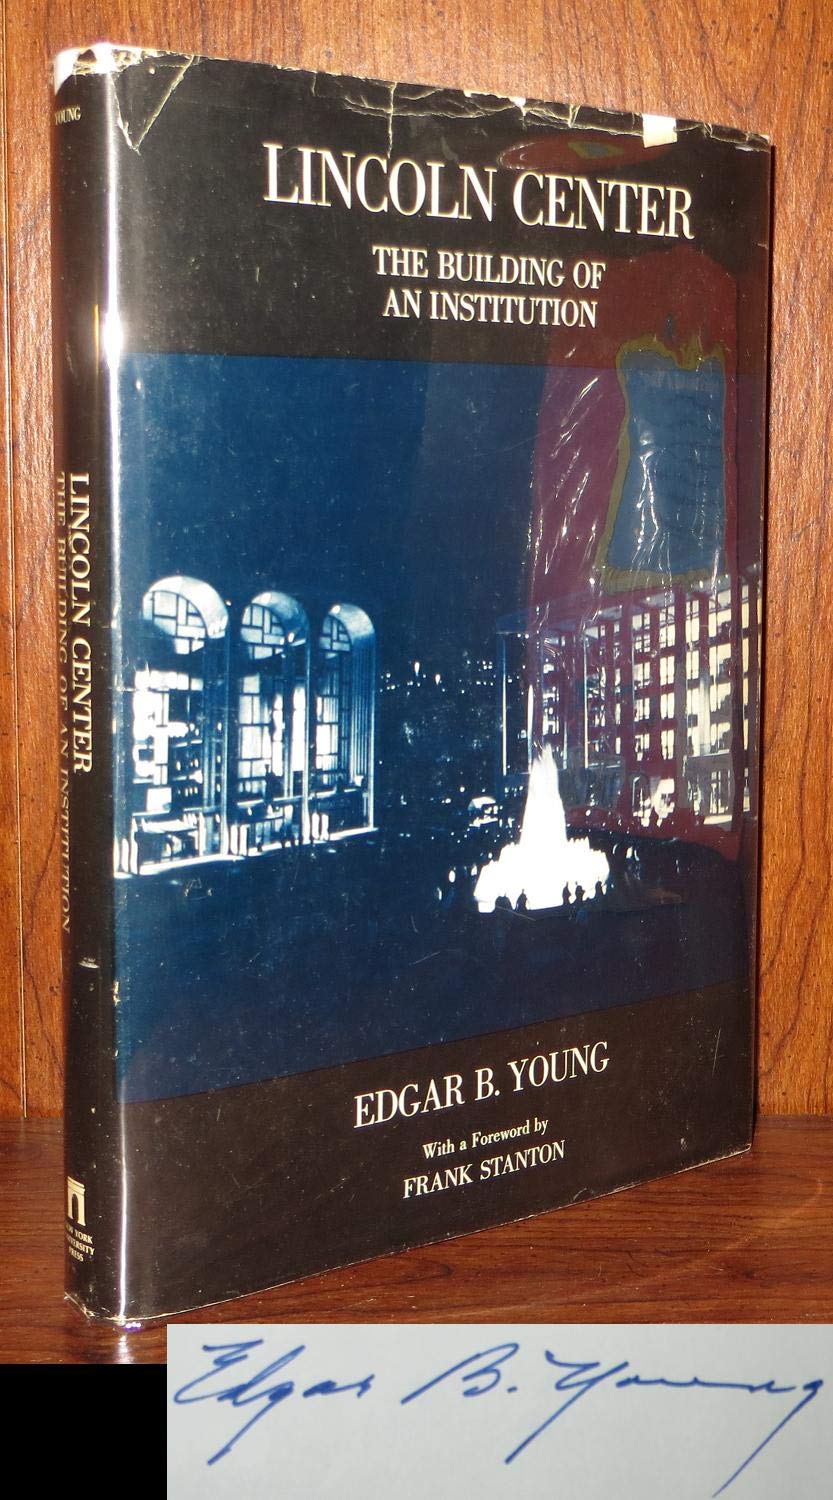 YOUNG
LINCOLN CENTER
THE BUILDING OF
AN INSTITUTION
LINCOLN CENTER
THE BUILDING OF AN INSTITUTION
EDGAR B. YOUNG
With a Foreword by
FRANK STANTON
NEW YORK
UNIVERSITY
PRESS
Edgar B. Young